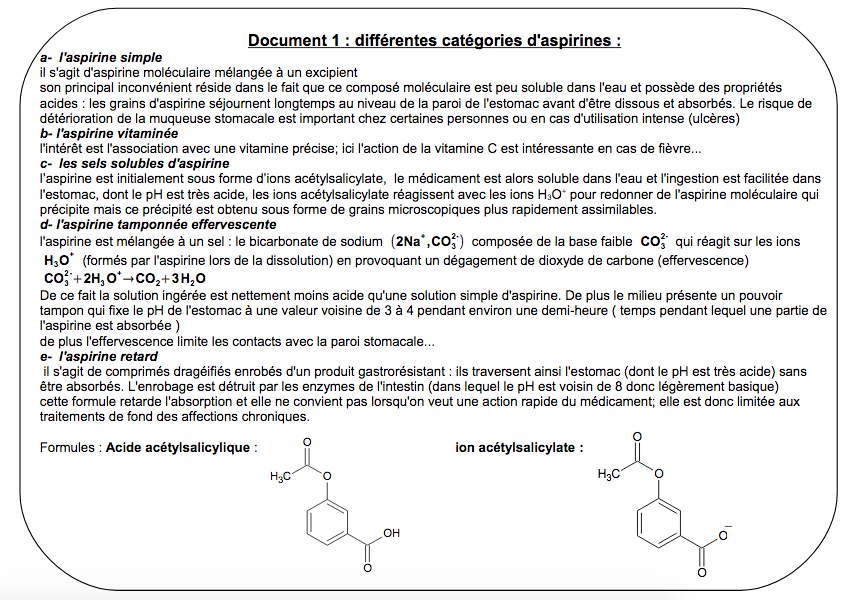 Document 1 : différentes catégories d'aspirines :
a- l'aspirine simple
il s'agit d'aspirine moléculaire mélangée à un excipient
son principal inconvénient réside dans le fait que ce composé moléculaire est peu soluble dans l'eau et possède des propriétés
acides : les grains d'aspirine séjournent longtemps au niveau de la paroi de l'estomac avant d'être dissous et absorbés. Le risque de
détérioration de la muqueuse stomacale est important chez certaines personnes ou en cas d'utilisation intense (ulcères)
b- l'aspirine vitaminée
l'intérêt est l'association avec une vitamine précise; ici l'action de la vitamine C est intéressante en cas de fièvre...
c- les sels solubles d'aspirine
l'aspirine est initialement sous forme d'ions acétylsalicylate, le médicament est alors soluble dans l'eau et l'ingestion est facilitée dans
l'estomac, dont le pH est très acide, les ions acétylsalicylate réagissent avec les ions H₃O⁺ pour redonner de l'aspirine moléculaire qui
précipite mais ce précipité est obtenu sous forme de grains microscopiques plus rapidement assimilables.
d- l'aspirine tamponnée effervescente
l'aspirine est mélangée à un sel : le bicarbonate de sodium (2Na⁺,CO₃²⁻) composée de la base faible CO₃²⁻ qui réagit sur les ions
H₃O⁺ (formés par l'aspirine lors de la dissolution) en provoquant un dégagement de dioxyde de carbone (effervescence)
CO₃²⁻+2H₃O⁺→CO₂+3H₂O
De ce fait la solution ingérée est nettement moins acide qu'une solution simple d'aspirine. De plus le milieu présente un pouvoir
tampon qui fixe le pH de l'estomac à une valeur voisine de 3 à 4 pendant environ une demi-heure ( temps pendant lequel une partie de
l'aspirine est absorbée )
de plus l'effervescence limite les contacts avec la paroi stomacale...
e- l'aspirine retard
il s'agit de comprimés dragéifiés enrobés d'un produit gastrorésistant : ils traversent ainsi l'estomac (dont le pH est très acide) sans
être absorbés. L'enrobage est détruit par les enzymes de l'intestin (dans lequel le pH est voisin de 8 donc légèrement basique)
cette formule retarde l'absorption et elle ne convient pas lorsqu'on veut une action rapide du médicament; elle est donc limitée aux
traitements de fond des affections chroniques.
Formules : Acide acétylsalicylique : ion acétylsalicylate :
O O
H₃C O H₃C O
OH O⁻
O O